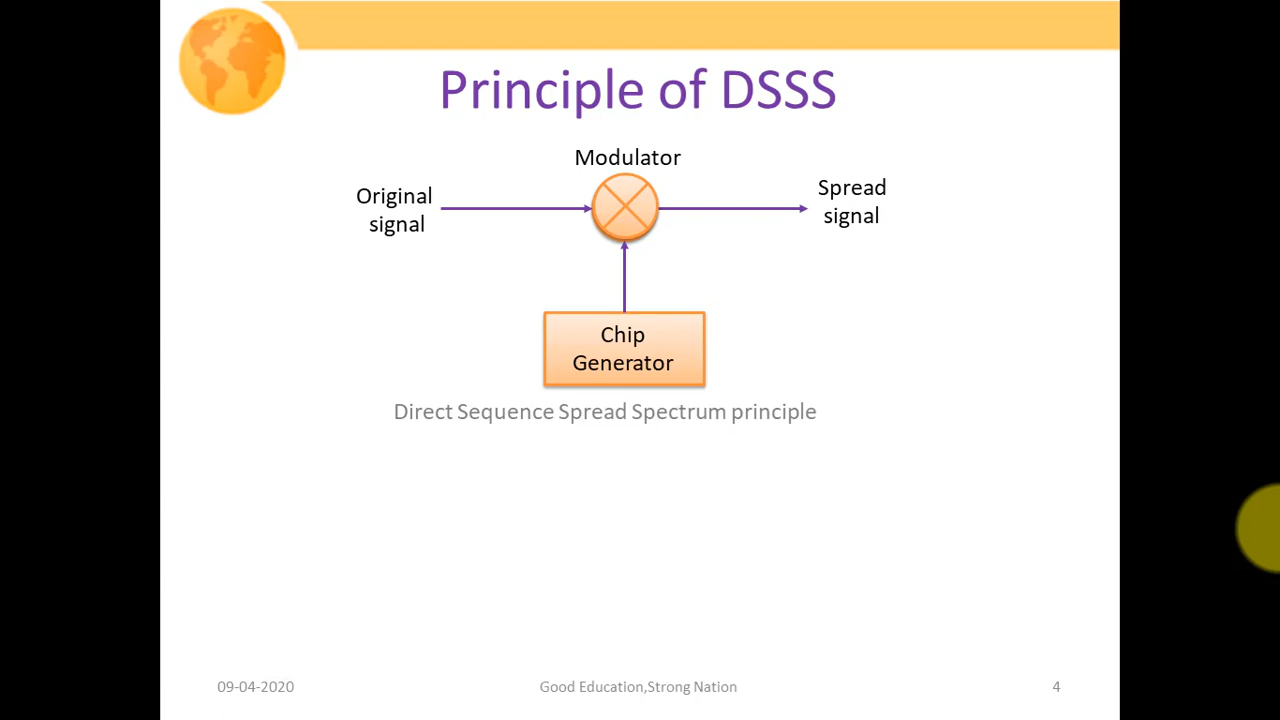 Principle of DSSS
Modulator
Original
signal
Spread
signal
Chip
Generator
Direct Sequence Spread Spectrum principle
09-04-2020
Good Education,Strong Nation
4